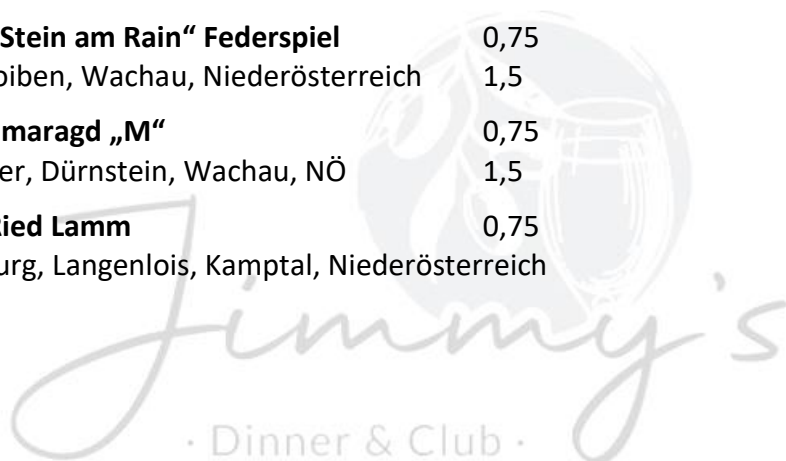 Stein am Rain“ Federspiel 0,75
oiben, Wachau, Niederösterreich 1,5
maragd „M“ 0,75
er, Dürnstein, Wachau, NÖ 1,5
Ried Lamm 0,75
urg, Langenlois, Kamptal, Niederösterreich
Jimmy's
· Dinner & Club ·